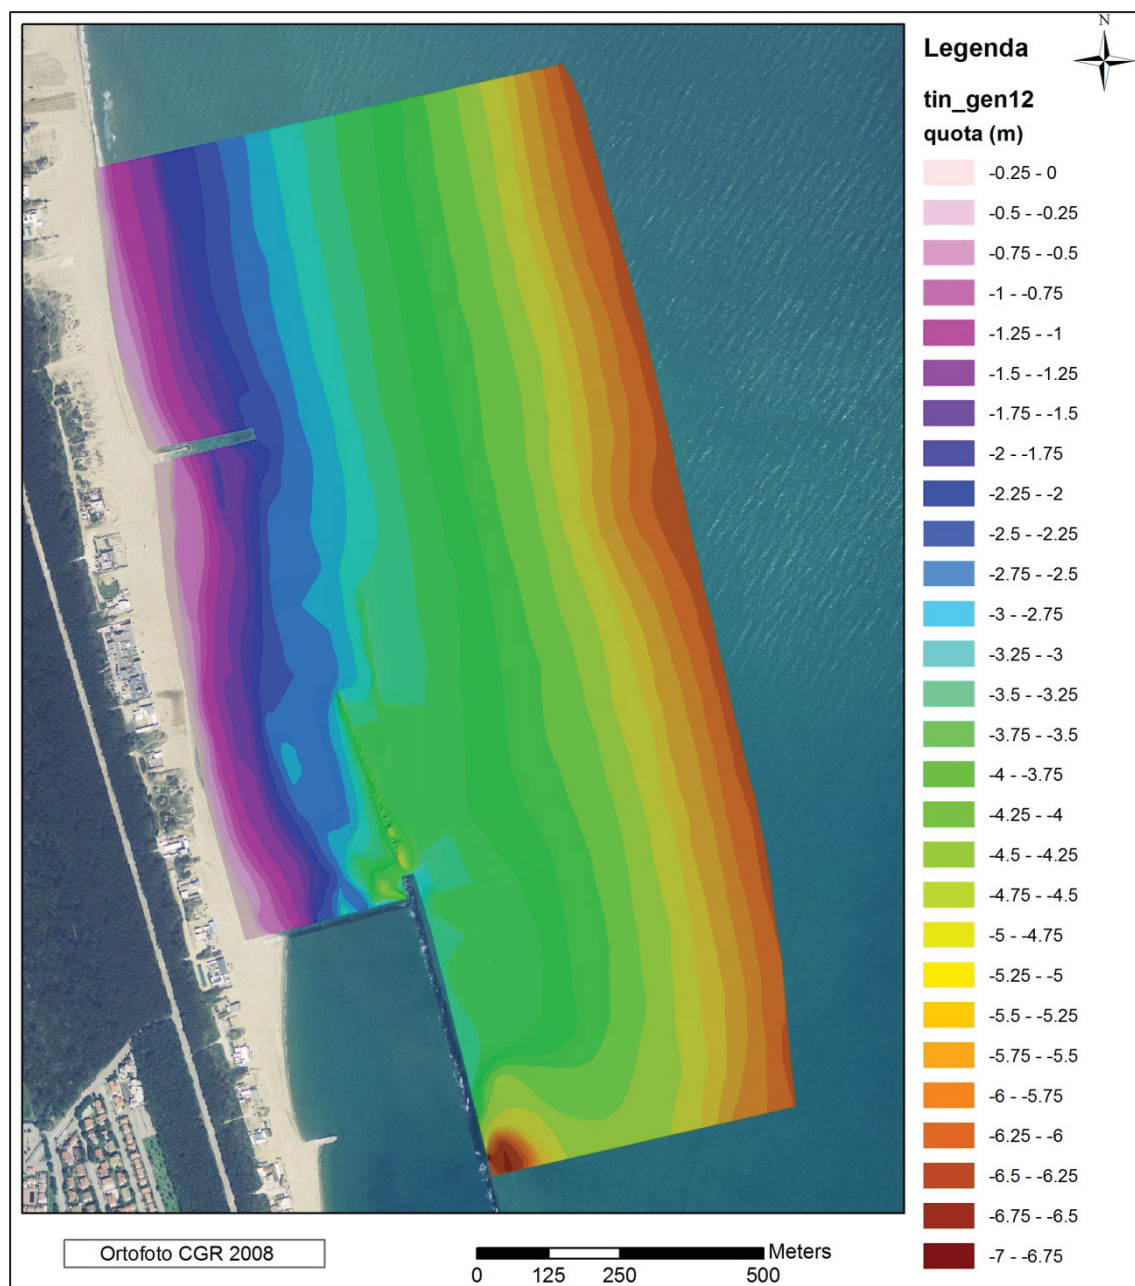 N
Legenda
tin_gen12
quota (m)
-0.25 - 0
-0.5 - -0.25
-0.75 - -0.5
-1 - -0.75
-1.25 - -1
-1.5 - -1.25
-1.75 - -1.5
-2 - -1.75
-2.25 - -2
-2.5 - -2.25
-2.75 - -2.5
-3 - -2.75
-3.25 - -3
-3.5 - -3.25
-3.75 - -3.5
-4 - -3.75
-4.25 - -4
-4.5 - -4.25
-4.75 - -4.5
-5 - -4.75
-5.25 - -5
-5.5 - -5.25
-5.75 - -5.5
-6 - -5.75
-6.25 - -6
-6.5 - -6.25
-6.75 - -6.5
-7 - -6.75
Ortofoto CGR 2008
Meters
0 125 250 500